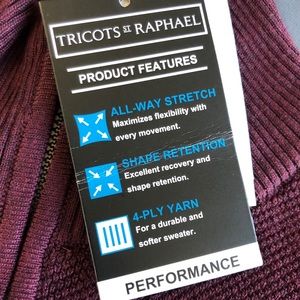 TRICOTS ST RAPHAEL
PRODUCT FEATURES
ALL-WAY STRETCH
Maximizes flexibility with
every movement.
SHAPE RETENTION
Excellent recovery and
shape retention.
4-PLY YARN
For a durable and
softer sweater.
PERFORMANCE